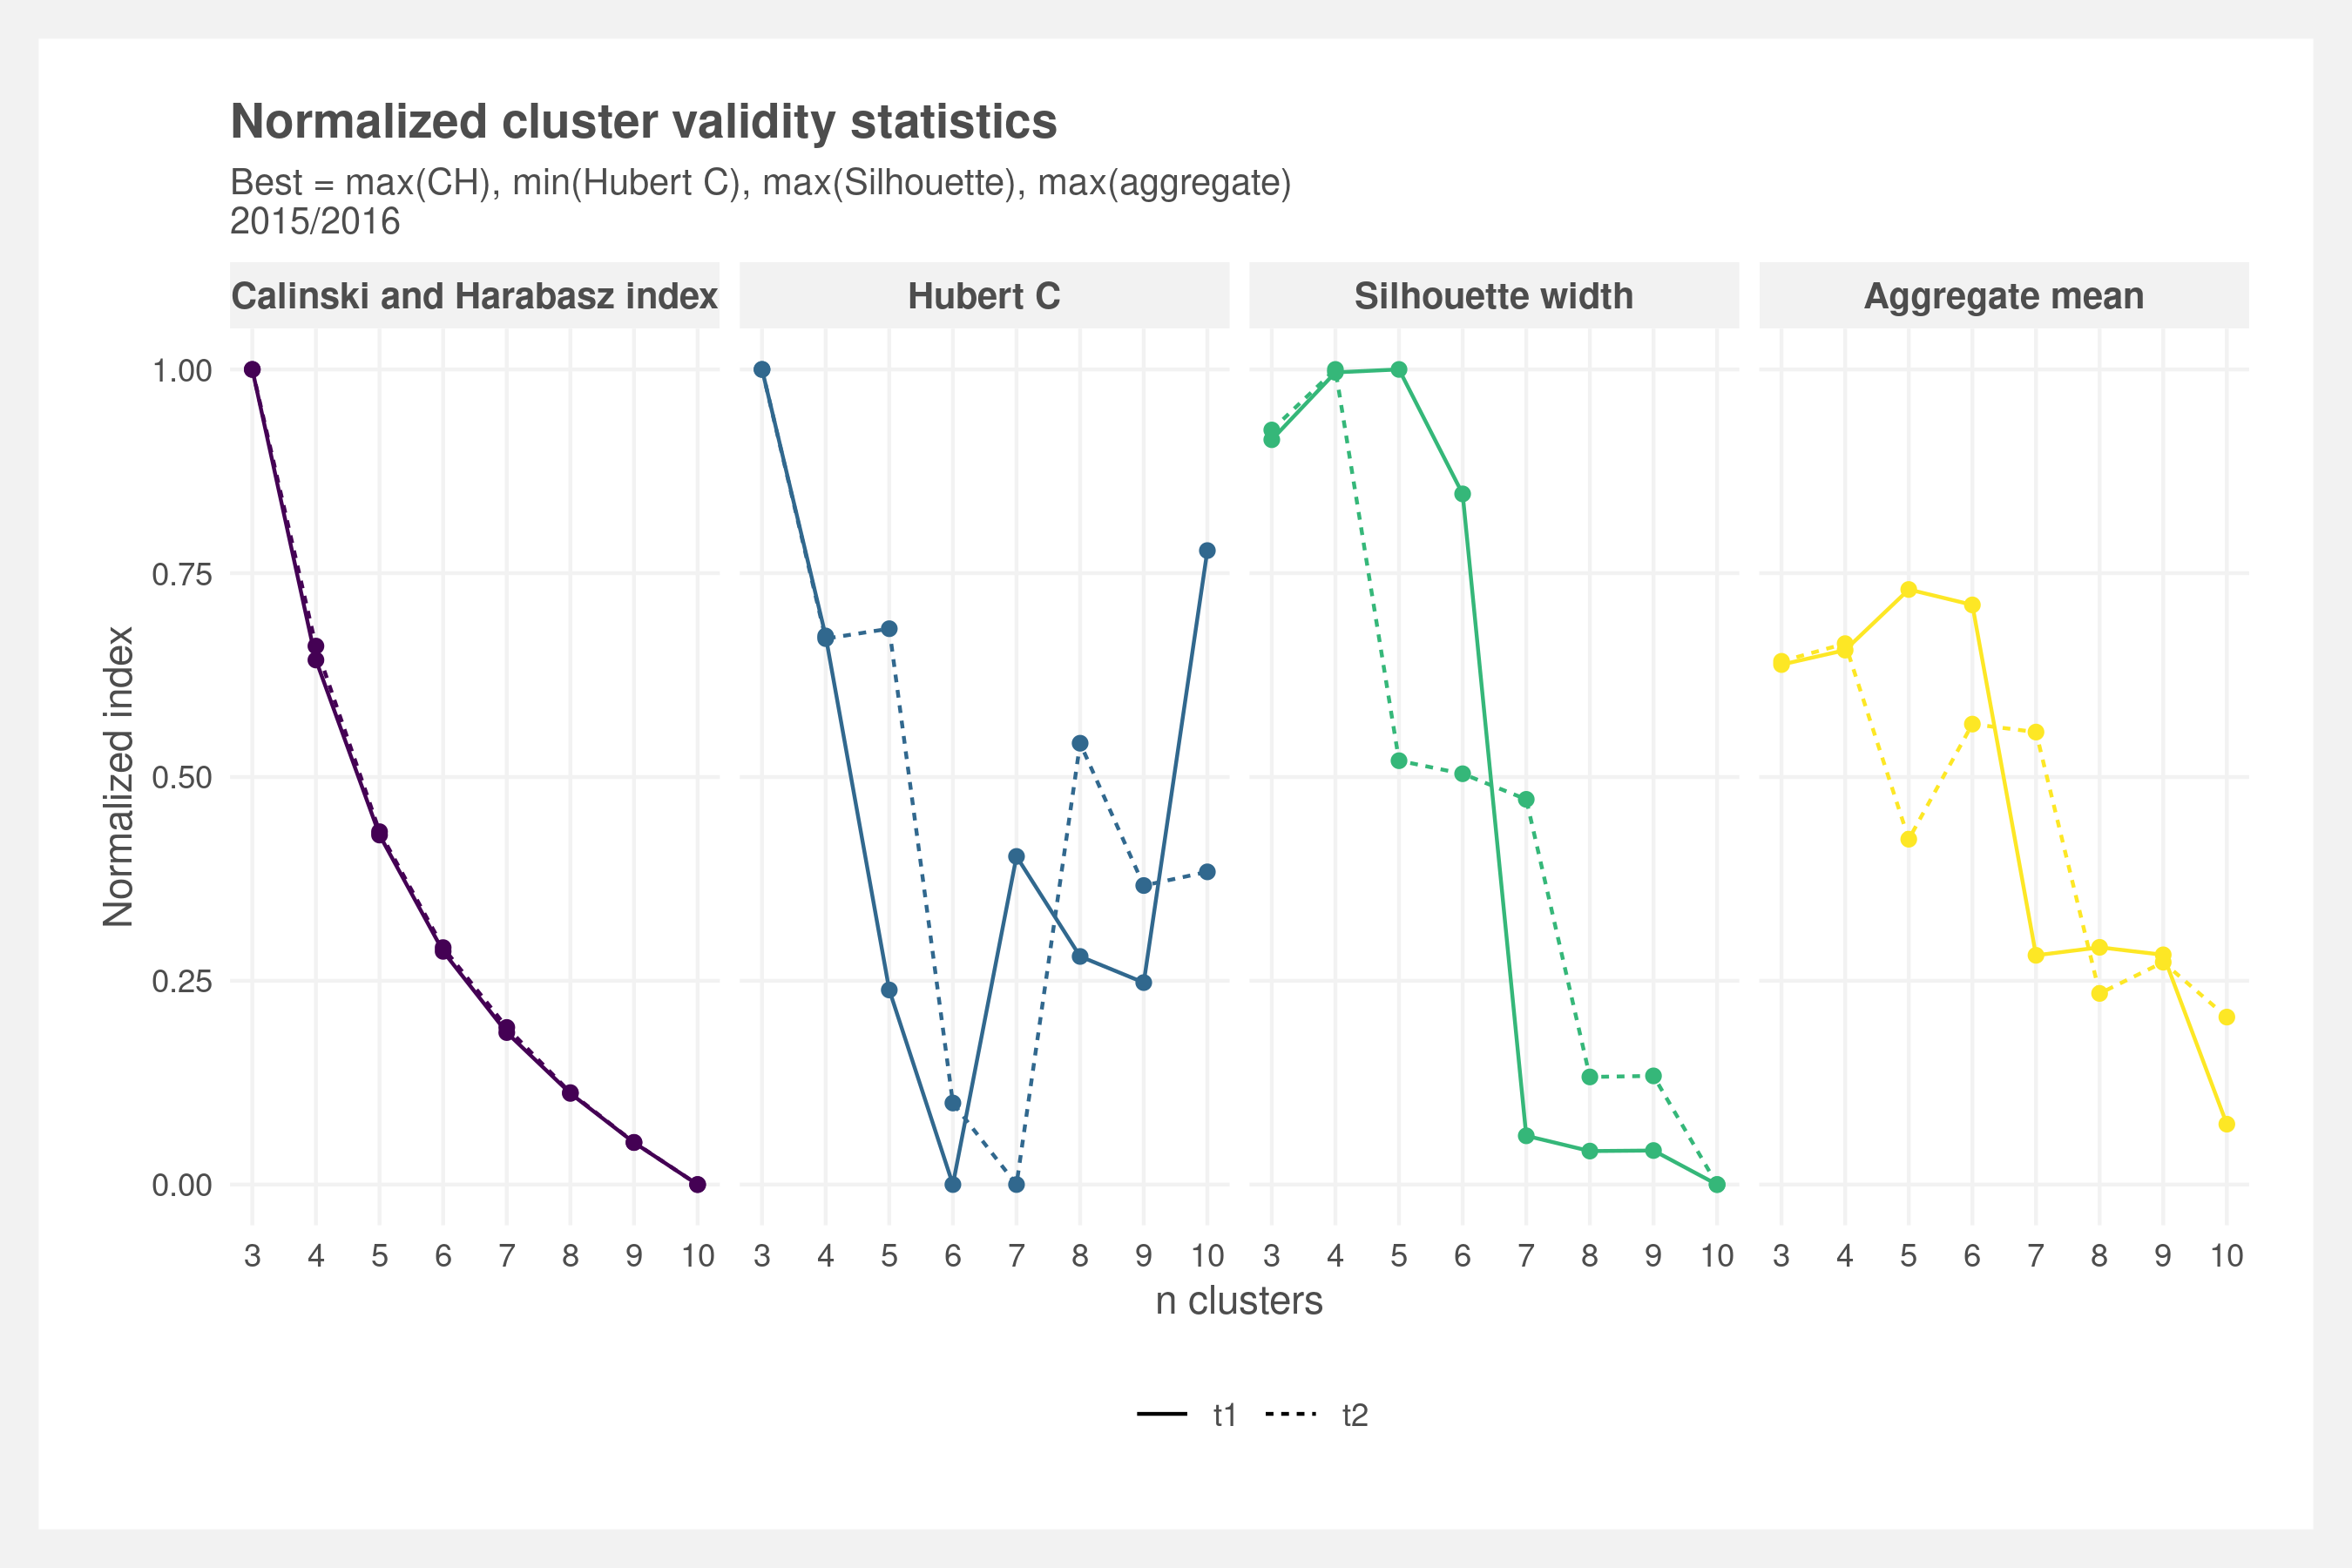 Normalized cluster validity statistics
Best = max(CH), min(Hubert C), max(Silhouette), max(aggregate)
2015/2016
Calinski and Harabasz index Hubert C Silhouette width Aggregate mean
Normalized index
1.00
0.75
0.50
0.25
0.00
3 4 5 6 7 8 9 10 3 4 5 6 7 8 9 10 3 4 5 6 7 8 9 10 3 4 5 6 7 8 9 10
n clusters
t1 t2